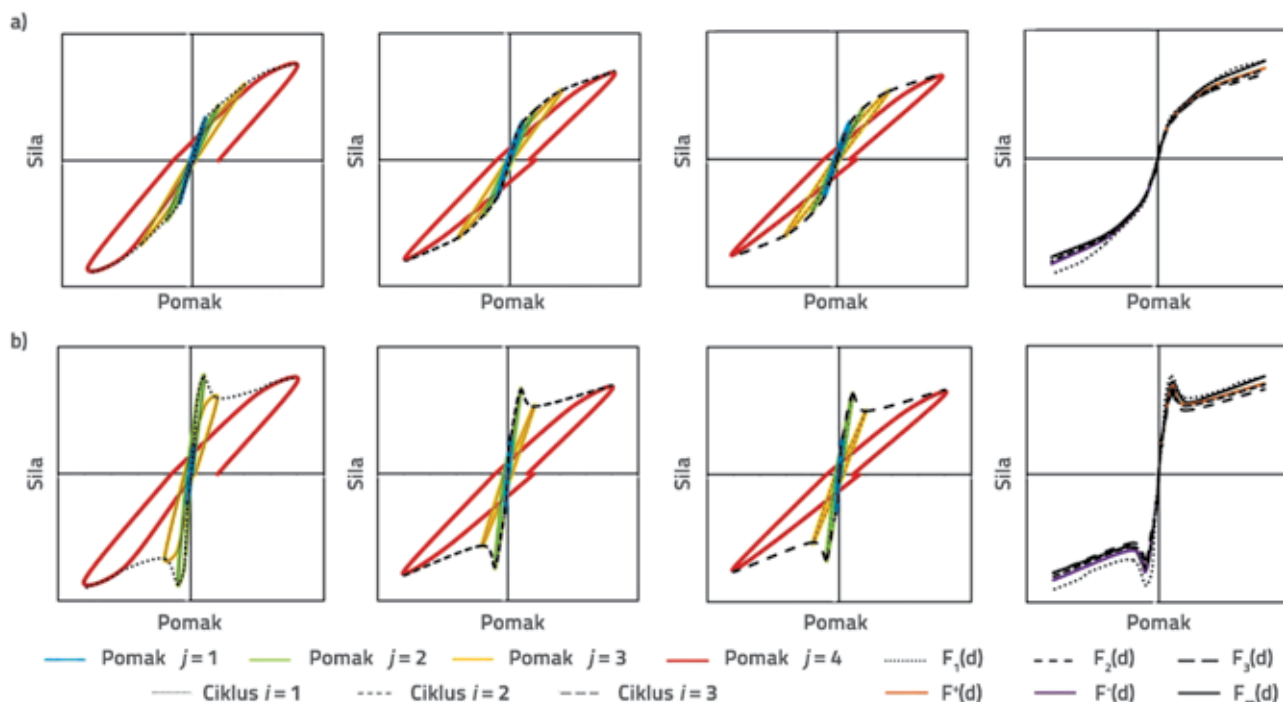 a)
Sila
Pomak
Sila
Pomak
Sila
Pomak
Sila
Pomak
b)
Sila
Pomak
Sila
Pomak
Sila
Pomak
Sila
Pomak
Pomak j = 1
Pomak j = 2
Pomak j = 3
Pomak j = 4
F₁(d)
F₂(d)
F₃(d)
Ciklus i = 1
Ciklus i = 2
Ciklus i = 3
F⁺(d)
F⁻(d)